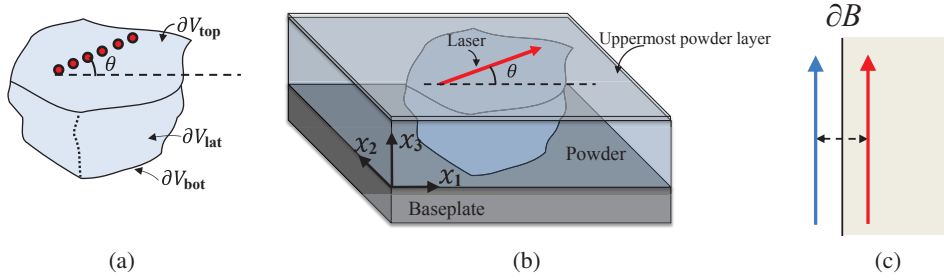 ∂V_top
θ
∂V_lat
∂V_bot
(a)
Laser
θ
Uppermost powder layer
x_3
x_2
x_1
Powder
Baseplate
(b)
∂B
(c)